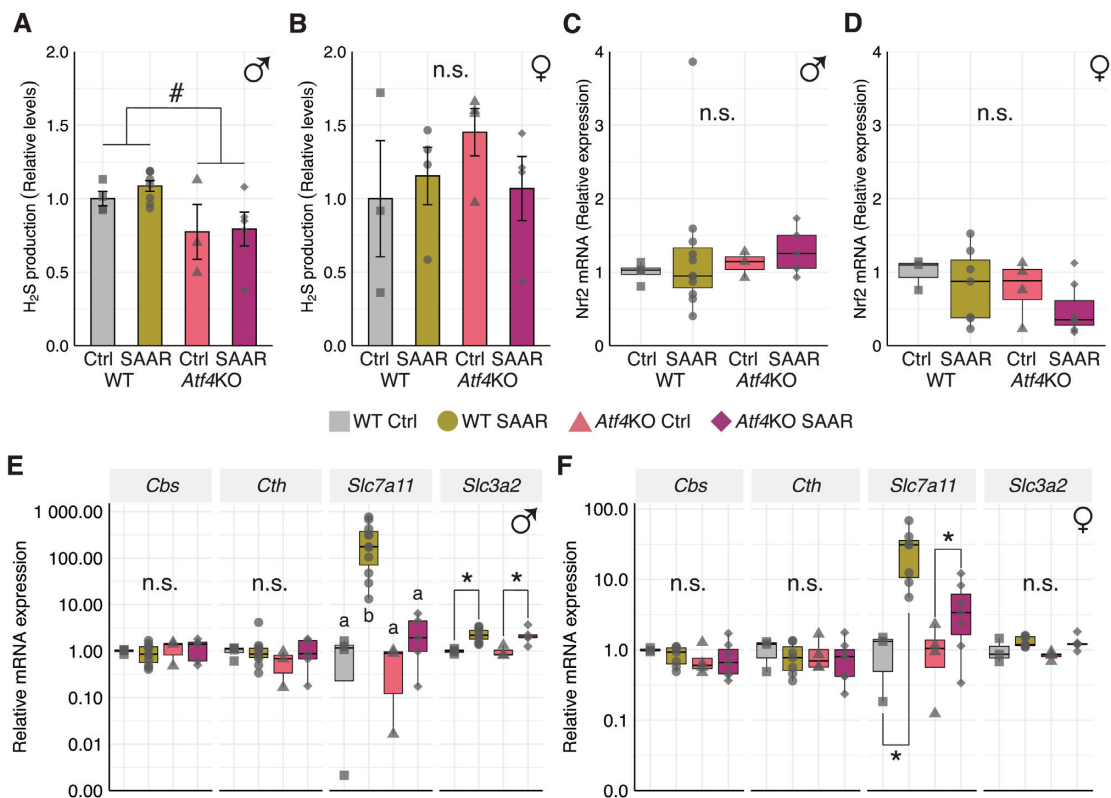 A
B
C
D
H2S production (Relative levels)
2.0
1.5
1.0
0.5
0.0
♂
#
Ctrl SAAR Ctrl SAAR
WT Atf4KO
H2S production (Relative levels)
2.0
1.5
1.0
0.5
0.0
♀
n.s.
Ctrl SAAR Ctrl SAAR
WT Atf4KO
Nrf2 mRNA (Relative expression)
4
3
2
1
0
♂
n.s.
Ctrl SAAR Ctrl SAAR
WT Atf4KO
Nrf2 mRNA (Relative expression)
4
3
2
1
0
♀
n.s.
Ctrl SAAR Ctrl SAAR
WT Atf4KO
WT Ctrl WT SAAR Atf4KO Ctrl Atf4KO SAAR
E
Cbs Cth Slc7a11 Slc3a2
♂
Relative mRNA expression
1 000.00
100.00
10.00
1.00
0.10
0.01
0.00
n.s. n.s. a b a a * *
F
Cbs Cth Slc7a11 Slc3a2
♀
Relative mRNA expression
100.0
10.0
1.0
0.1
0.0
n.s. n.s. * * n.s.